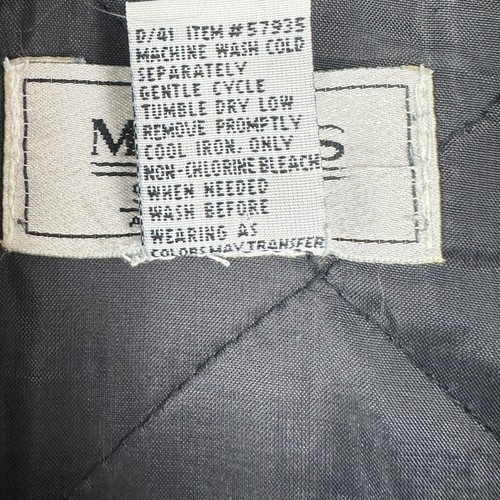 D/41 ITEM #57935
MACHINE WASH COLD
SEPARATELY
GENTLE CYCLE
TUMBLE DRY LOW
REMOVE PROMPTLY
COOL IRON. ONLY
NON-CHLORINE BLEACH
WHEN NEEDED
WASH BEFORE
WEARING AS
COLORS MAY TRANSFER